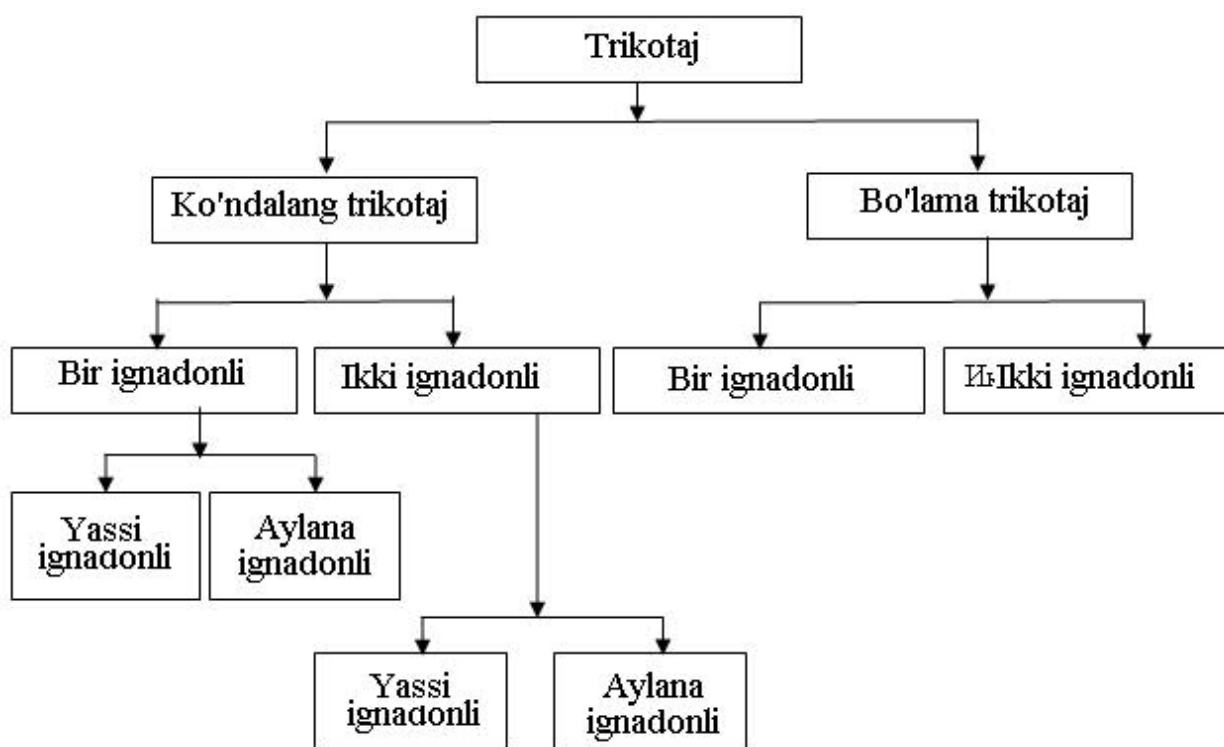 Trikotaj
Ko'ndalang trikotaj
Bo'lama trikotaj
Bir ignadonli
Ikki ignadonli
Bir ignadonli
Ikki ignadonli
Yassi
ignadonli
Aylana
ignadonli
Yassi
ignadonli
Aylana
ignadonli